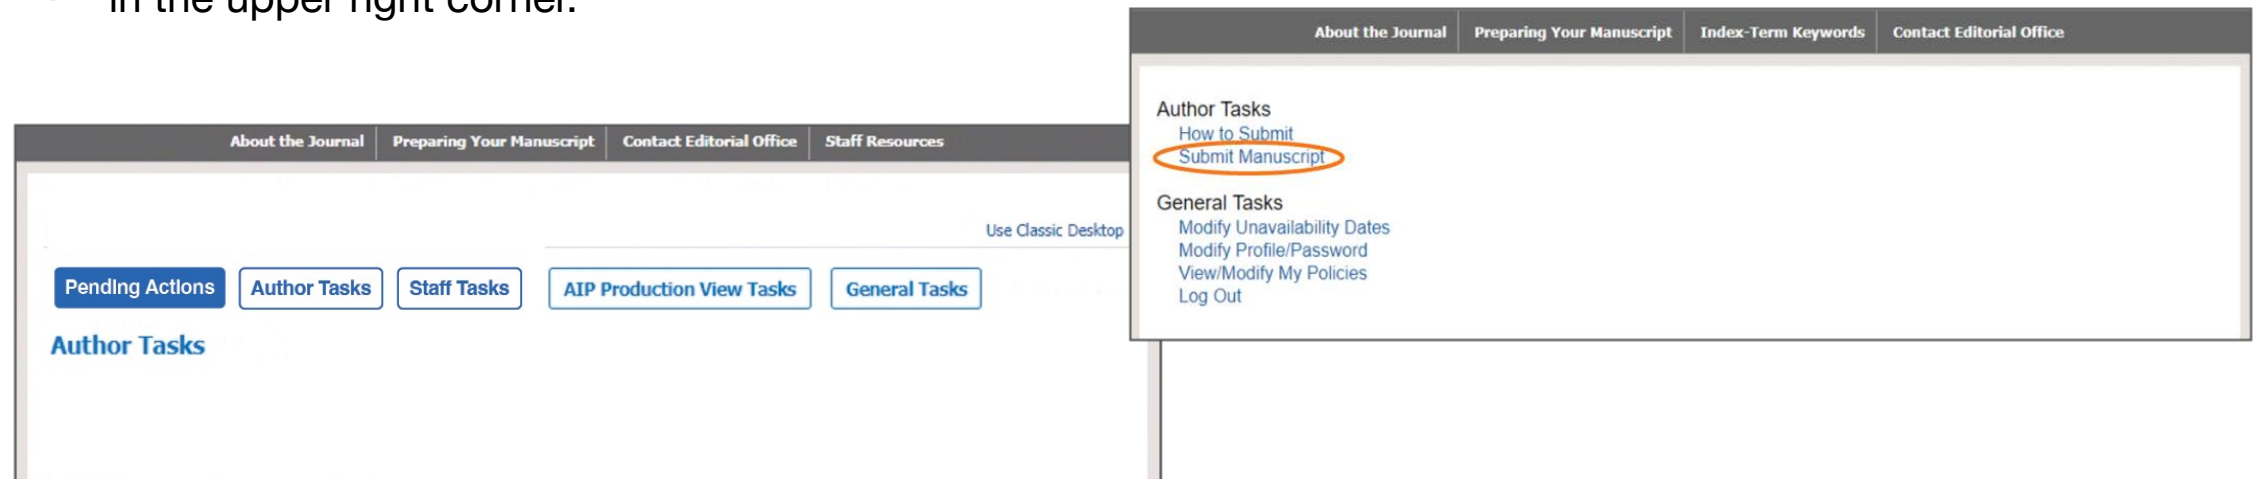 in the upper right corner.
About the Journal Preparing Your Manuscript Contact Editorial Office Staff Resources
Use Classic Desktop
Pending Actions Author Tasks Staff Tasks AIP Production View Tasks General Tasks
Author Tasks
About the Journal Preparing Your Manuscript Index-Term Keywords Contact Editorial Office
Author Tasks
How to Submit
Submit Manuscript
General Tasks
Modify Unavailability Dates
Modify Profile/Password
View/Modify My Policies
Log Out